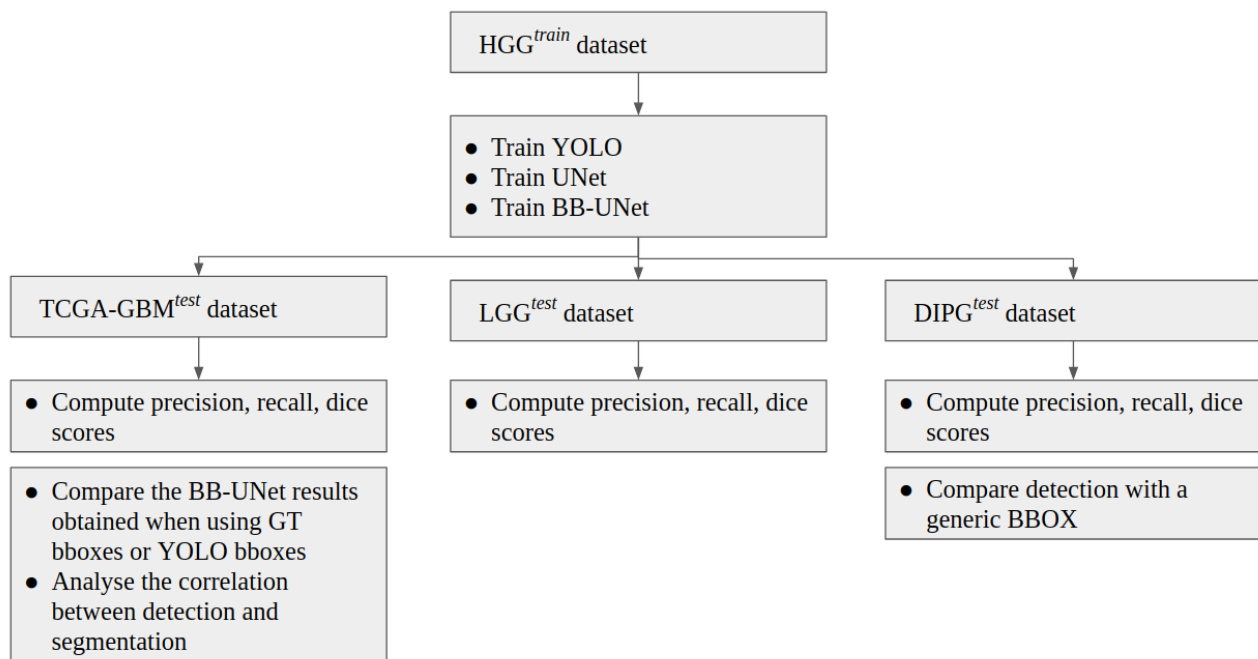 HGG^train dataset
● Train YOLO
● Train UNet
● Train BB-UNet
TCGA-GBM^test dataset
● Compute precision, recall, dice
scores
● Compare the BB-UNet results
obtained when using GT
bboxes or YOLO bboxes
● Analyse the correlation
between detection and
segmentation
LGG^test dataset
● Compute precision, recall, dice
scores
DIPG^test dataset
● Compute precision, recall, dice
scores
● Compare detection with a
generic BBOX